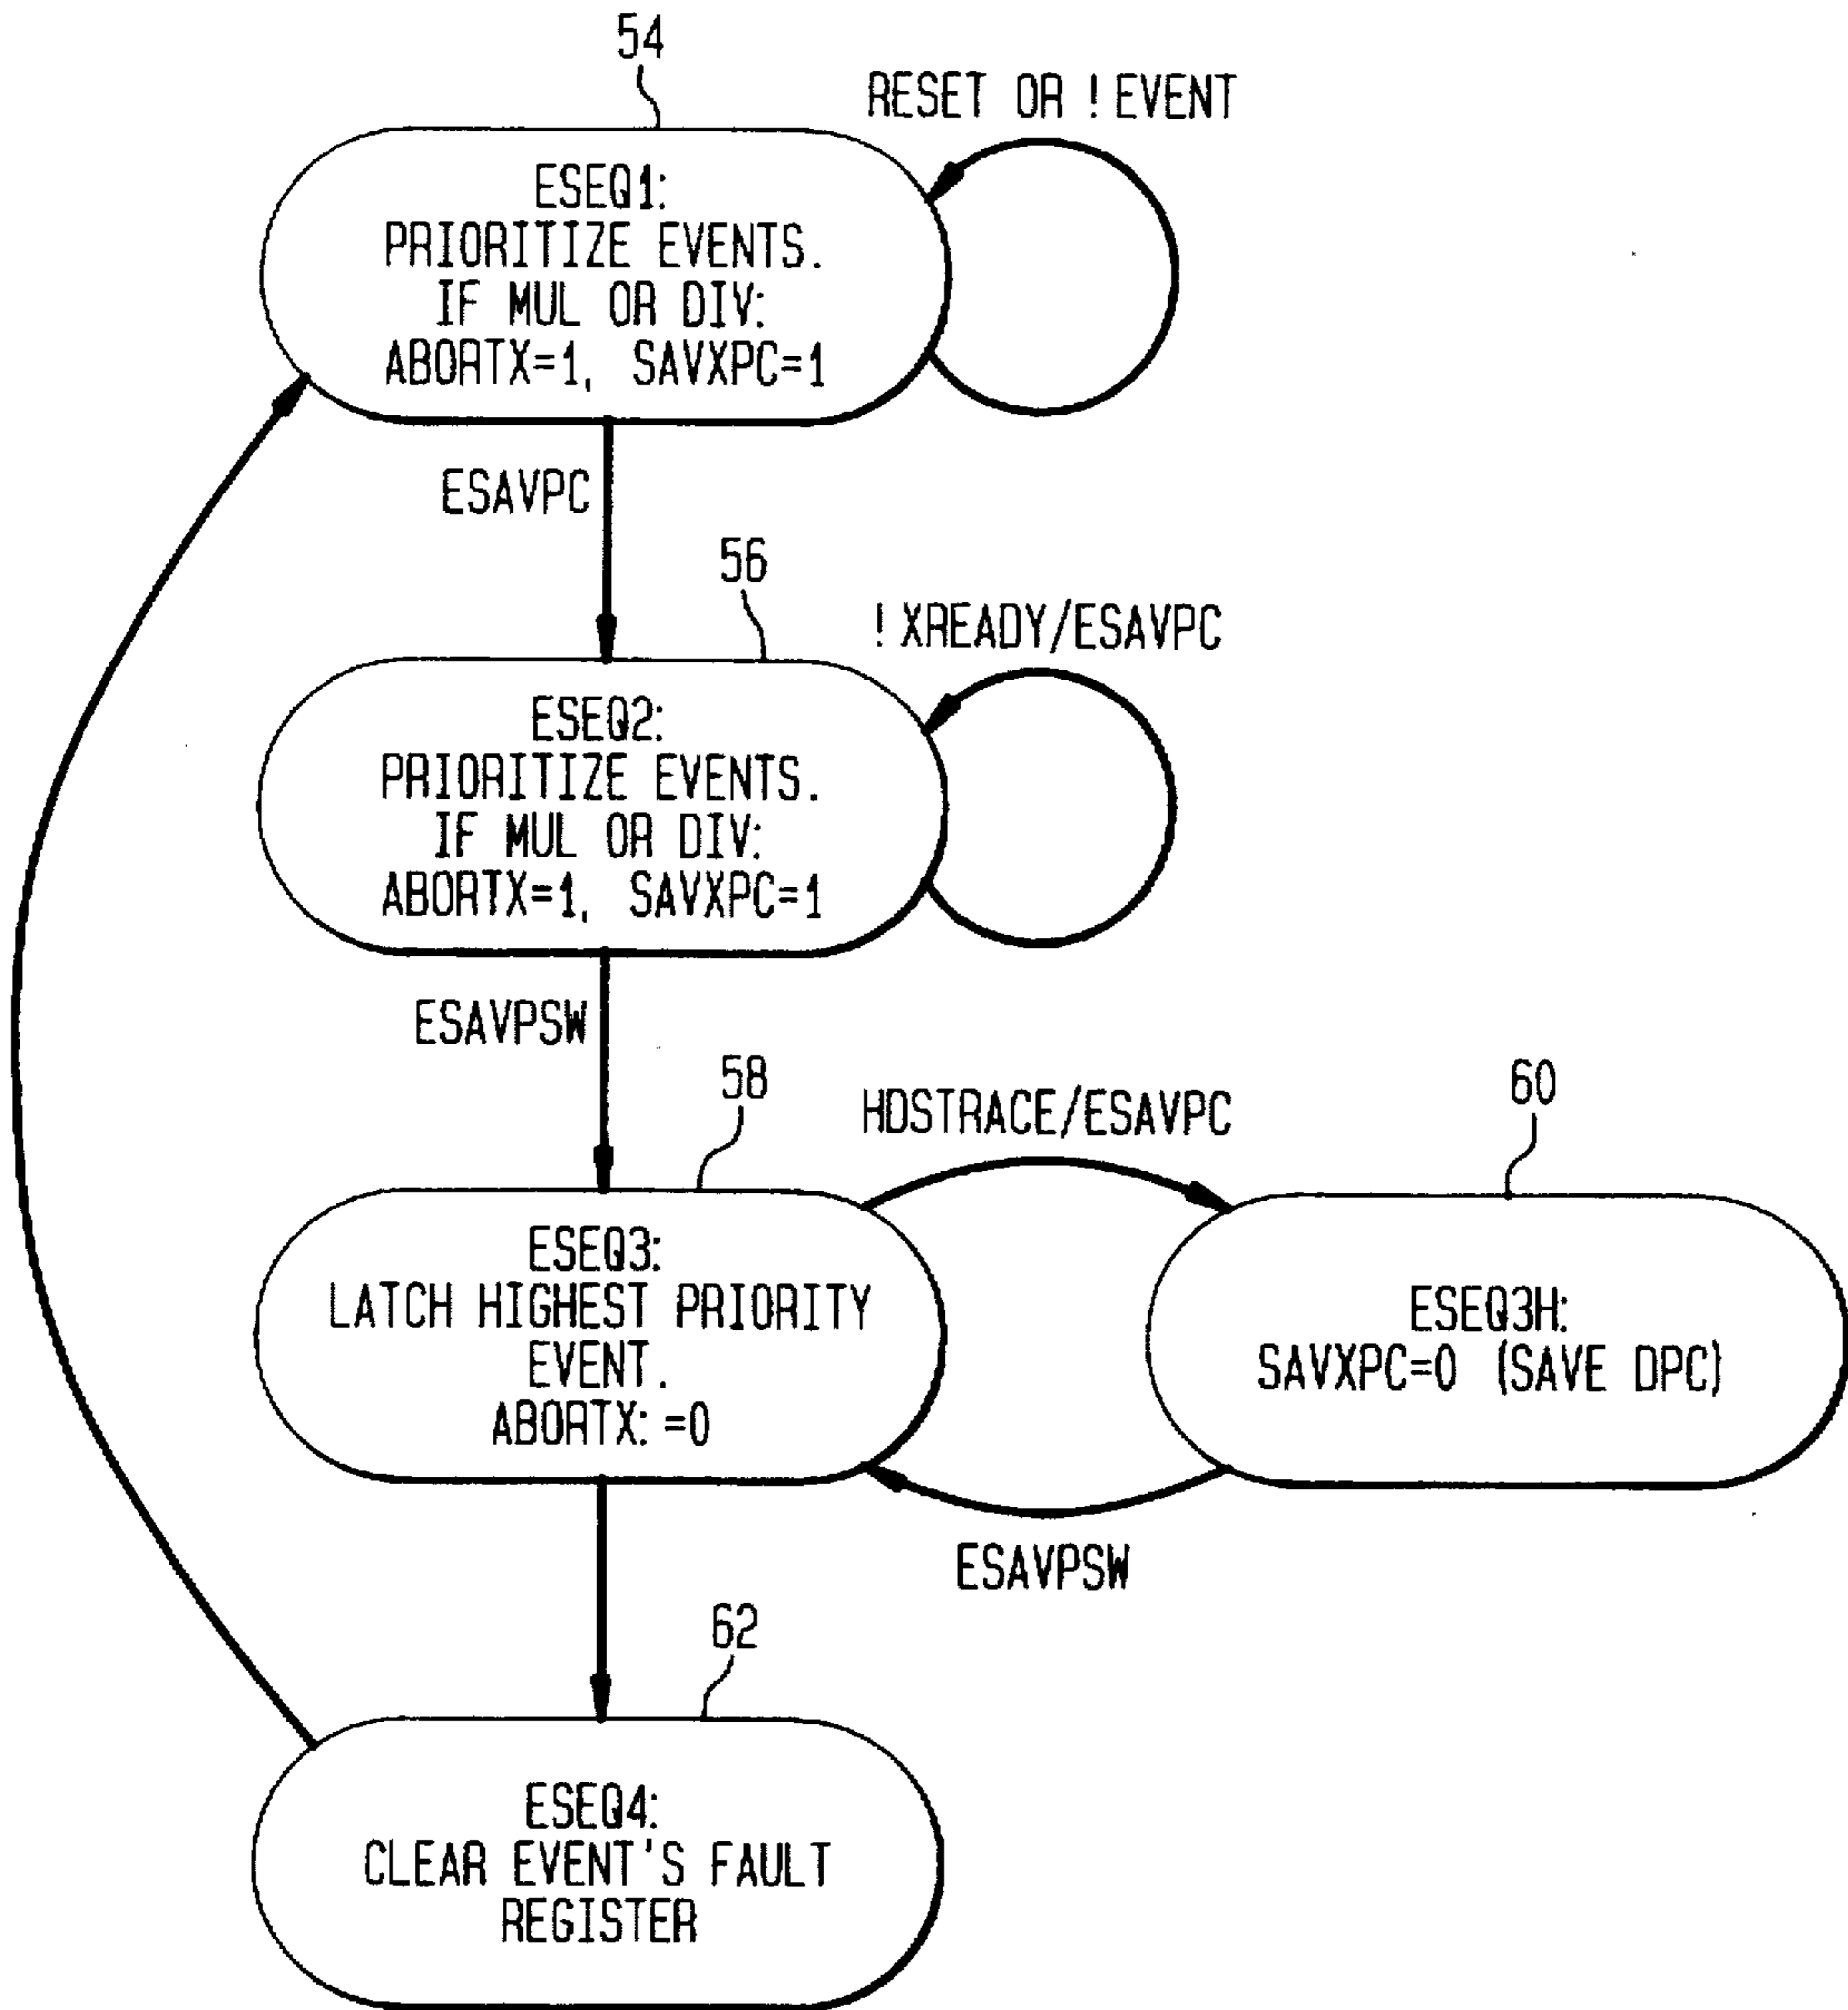 54
RESET OR ! EVENT
ESEQ1:
PRIORITIZE EVENTS.
IF MUL OR DIV:
ABORTX=1, SAVXPC=1
ESAVPC
56
! XREADY/ESAVPC
ESEQ2:
PRIORITIZE EVENTS.
IF MUL OR DIV:
ABORTX=1, SAVXPC=1
ESAVPSW
58
HDSTRACE/ESAVPC
60
ESEQ3:
LATCH HIGHEST PRIORITY
EVENT.
ABORTX: =0
ESEQ3H:
SAVXPC=0 (SAVE DPC)
ESAVPSW
62
ESEQ4:
CLEAR EVENT'S FAULT
REGISTER